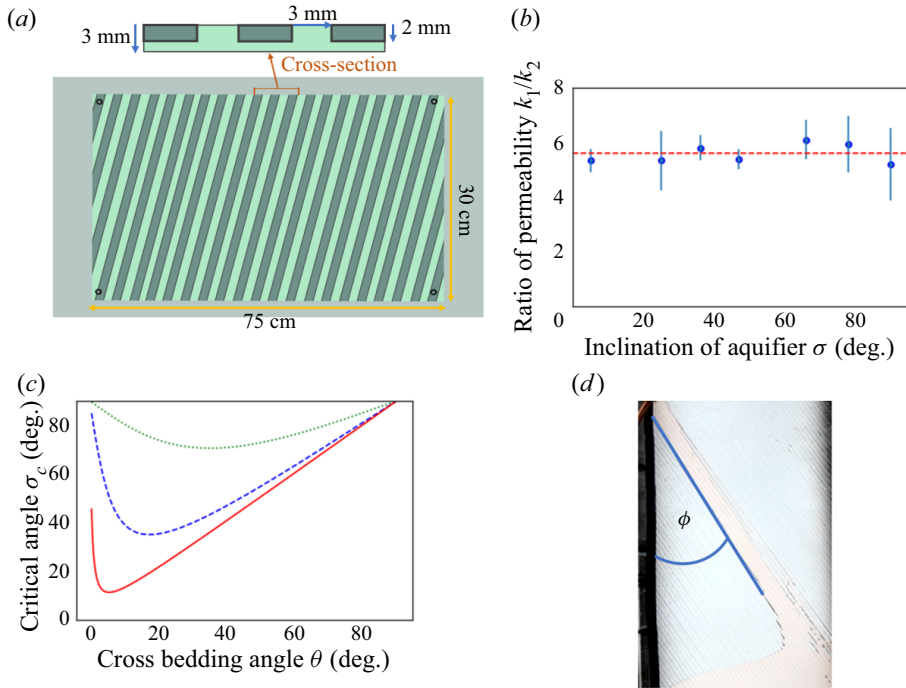 (a)
3 mm
3 mm
2 mm
Cross-section
30 cm
75 cm
(b)
Ratio of permeability k₁/k₂
8
6
4
2
0
20
40
60
80
Inclination of aquifier σ (deg.)
(c)
Critical angle σ_c (deg.)
80
60
40
20
0
0
20
40
60
80
Cross bedding angle θ (deg.)
(d)
ϕ